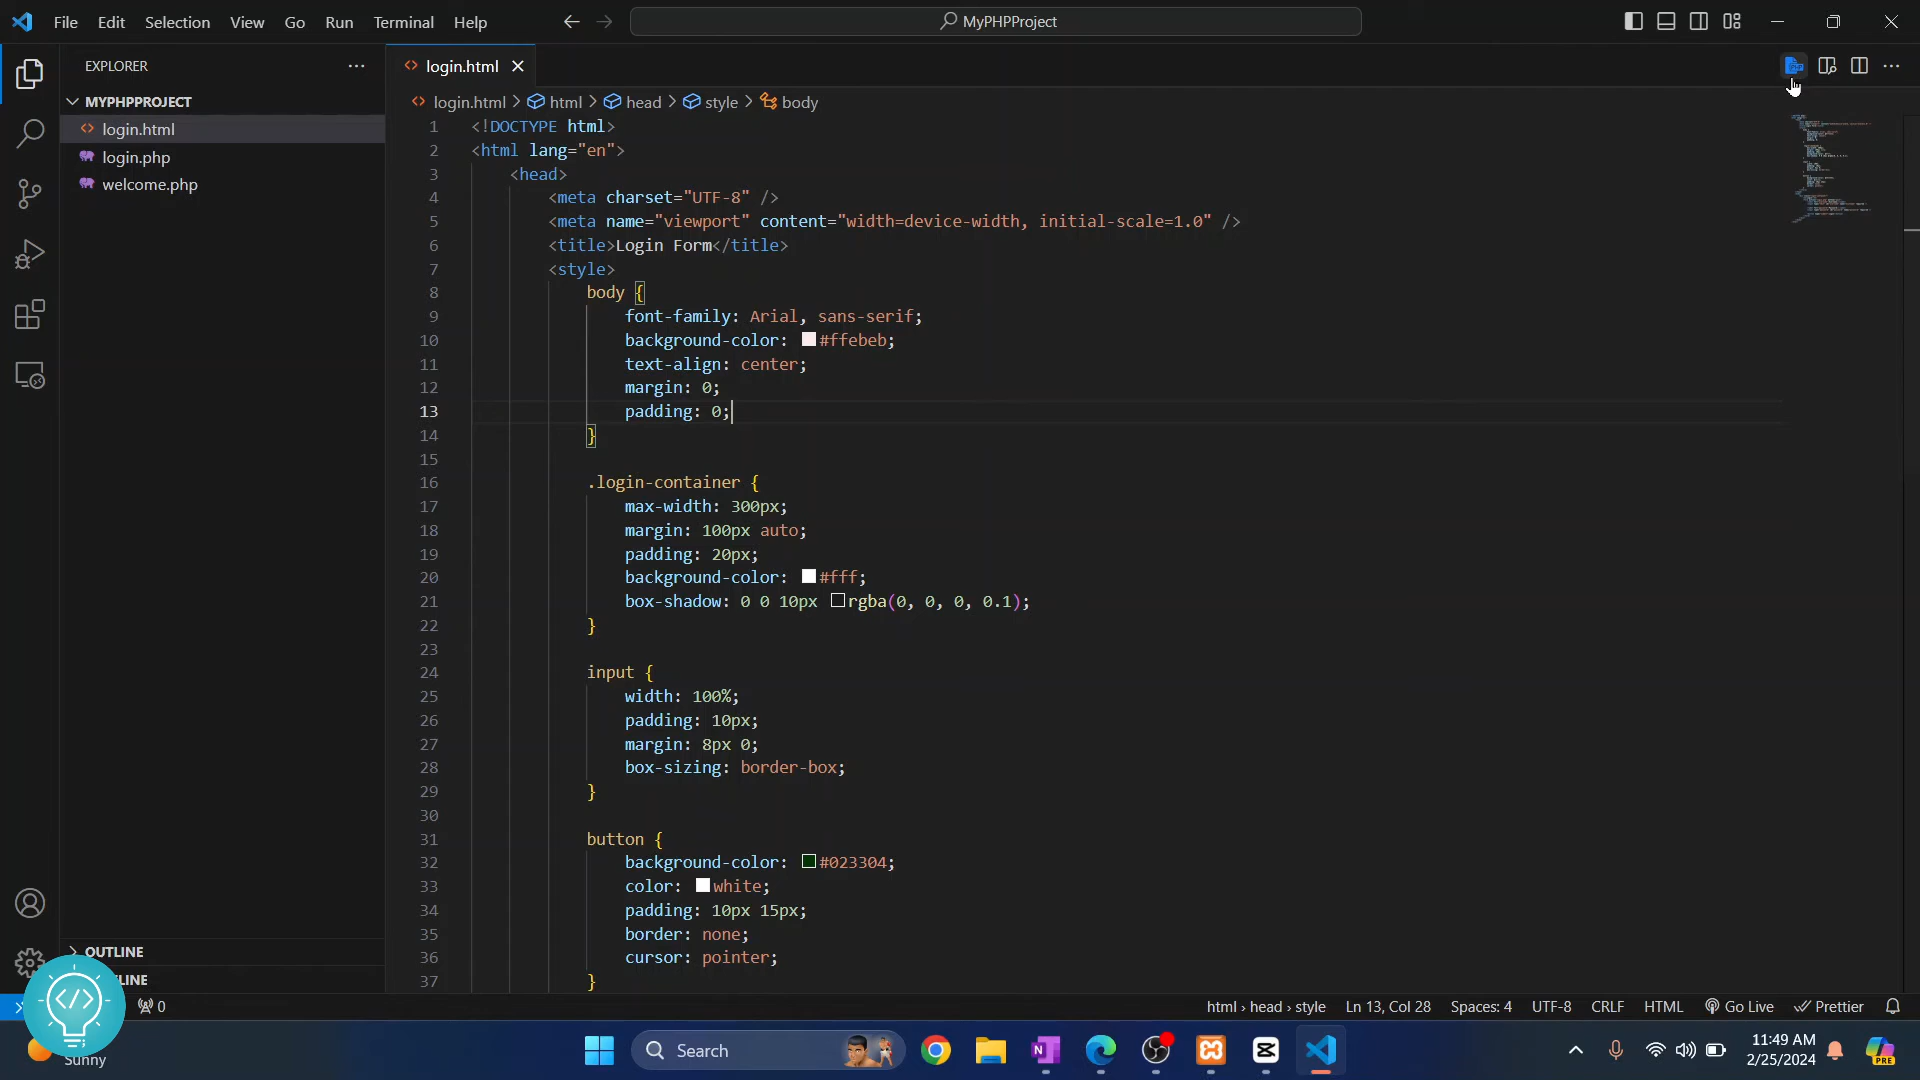 File Edit Selection View Go Run Terminal Help
MyPHPProject
EXPLORER
MYPHPPROJECT
login.html
login.php
welcome.php
OUTLINE
LINE
login.html
login.html > html > head > style > body
1 <!DOCTYPE html>
2 <html lang="en">
3 <head>
4 <meta charset="UTF-8" />
5 <meta name="viewport" content="width=device-width, initial-scale=1.0" />
6 <title>Login Form</title>
7 <style>
8 body {
9 font-family: Arial, sans-serif;
10 background-color: #ffebeb;
11 text-align: center;
12 margin: 0;
13 padding: 0;
14 }
15
16 .login-container {
17 max-width: 300px;
18 margin: 100px auto;
19 padding: 20px;
20 background-color: #fff;
21 box-shadow: 0 0 10px rgba(0, 0, 0, 0.1);
22 }
23
24 input {
25 width: 100%;
26 padding: 10px;
27 margin: 8px 0;
28 box-sizing: border-box;
29 }
30
31 button {
32 background-color: #023304;
33 color: white;
34 padding: 10px 15px;
35 border: none;
36 cursor: pointer;
37 }
0 html > head > style Ln 13, Col 28 Spaces: 4 UTF-8 CRLF HTML Go Live Prettier
Sunny
Search
11:49 AM
2/25/2024
PRE